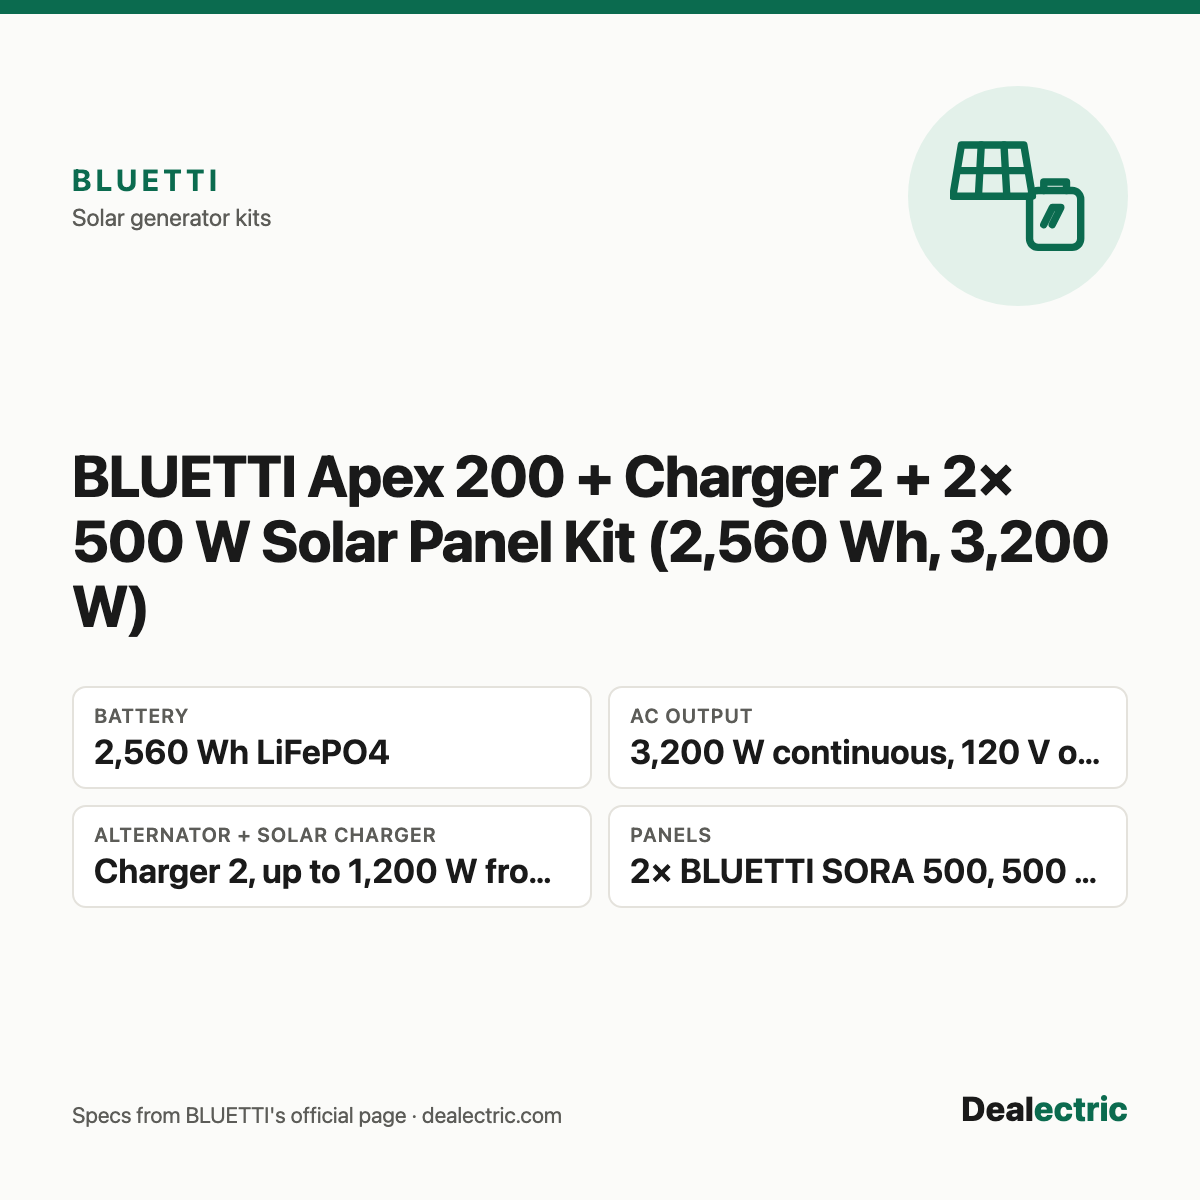 BLUETTI
Solar generator kits
BLUETTI Apex 200 + Charger 2 + 2×
500 W Solar Panel Kit (2,560 Wh, 3,200
W)
BATTERY
2,560 Wh LiFePO4
AC OUTPUT
3,200 W continuous, 120 V o...
ALTERNATOR + SOLAR CHARGER
Charger 2, up to 1,200 W fro...
PANELS
2× BLUETTI SORA 500, 500 ...
Specs from BLUETTI's official page · dealectric.com
Dealectric